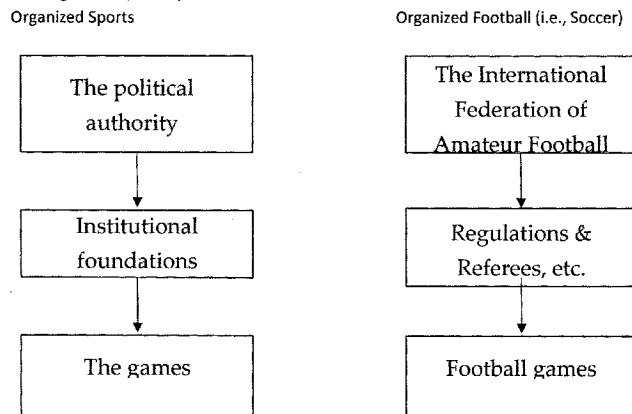 Organized Sports
Organized Football (i.e., Soccer)
The political
authority
The International
Federation of
Amateur Football
Institutional
foundations
Regulations &
Referees, etc.
The games
Football games